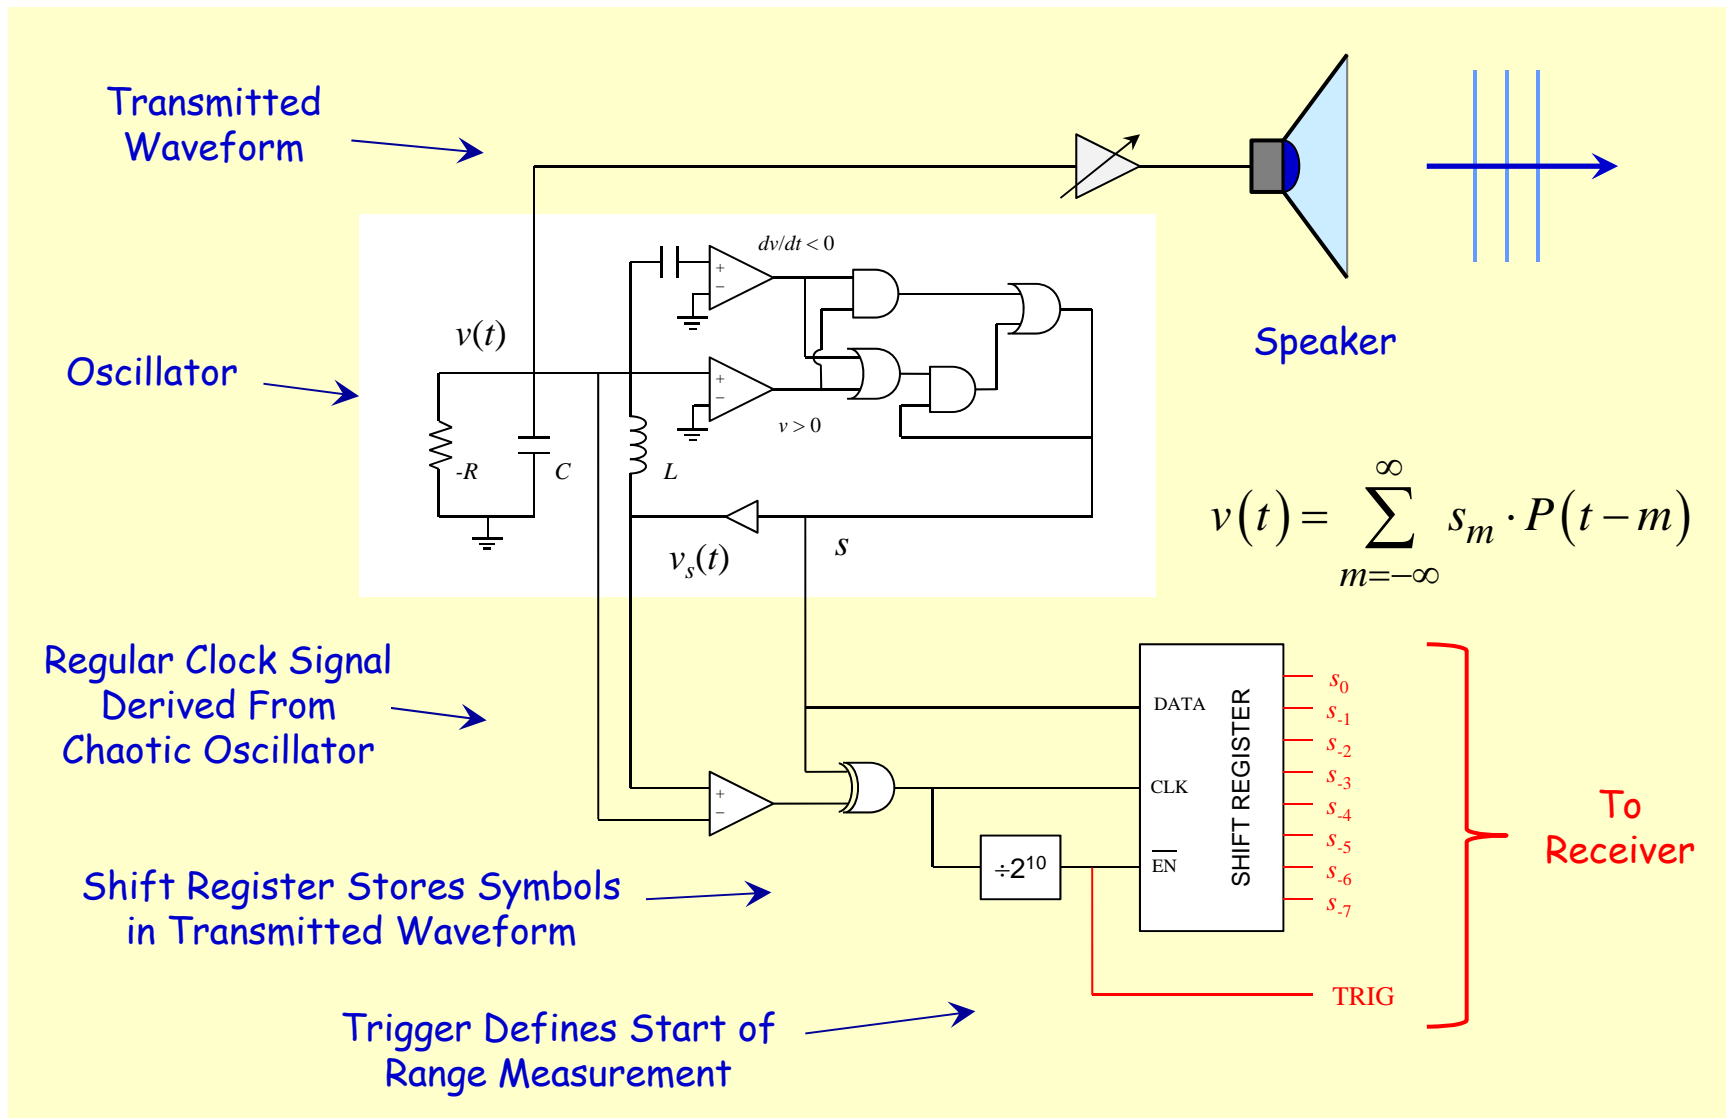 Transmitted
Waveform
dv/dt < 0
+
−
v(t)
Speaker
Oscillator
+
−
v > 0
-R
C
L
v(t) = ∑ s_m · P(t − m)
∞
m=−∞
v_s(t)
s
Regular Clock Signal
Derived From
Chaotic Oscillator
DATA
CLK
EN
SHIFT REGISTER
s_0
s_-1
s_-2
s_-3
s_-4
s_-5
s_-6
s_-7
To
Receiver
+
−
÷2^10
Shift Register Stores Symbols
in Transmitted Waveform
TRIG
Trigger Defines Start of
Range Measurement